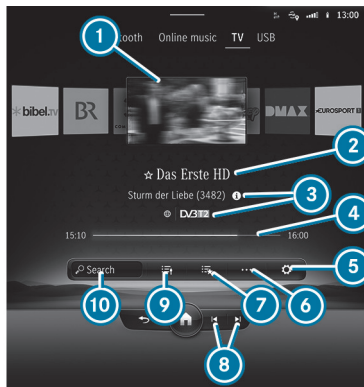 13:00
tooth Online music TV USB
1
bibel.TV BR DMAX EUROSPORT
☆ Das Erste HD
2
Sturm der Liebe (3482)
3
DVB T2
4
15:10 16:00
Search
5
10 9 7 6
8